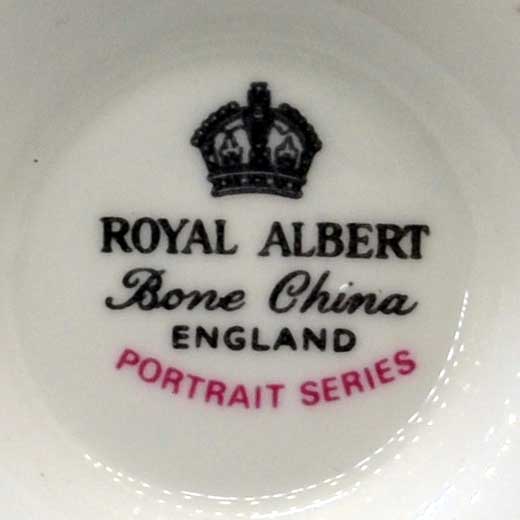 ROYAL ALBERT
Bone China
ENGLAND
PORTRAIT SERIES